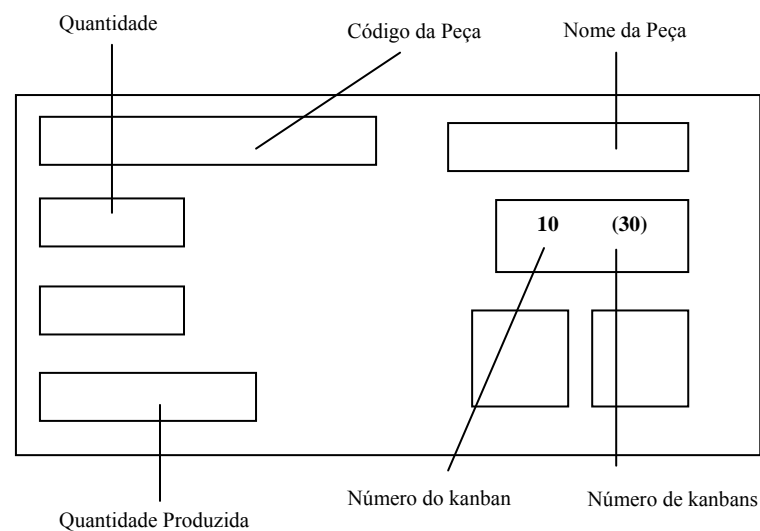 Quantidade
Código da Peça
Nome da Peça
10 (30)
Número do kanban
Número de kanbans
Quantidade Produzida